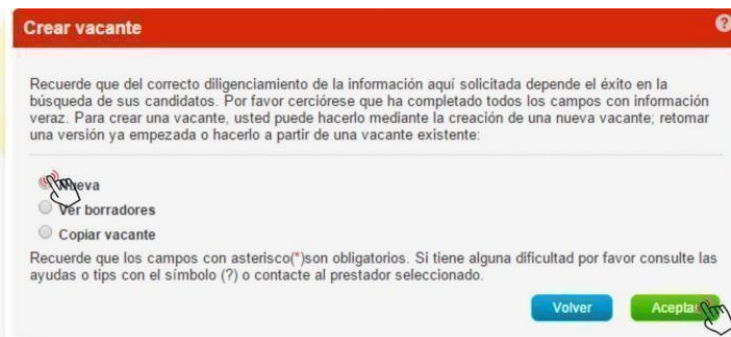 Crear vacante
?
Recuerde que del correcto diligenciamiento de la información aquí solicitada depende el éxito en la
búsqueda de sus candidatos. Por favor cerciórese que ha completado todos los campos con información
veraz. Para crear una vacante, usted puede hacerlo mediante la creación de una nueva vacante; retomar
una versión ya empezada o hacerlo a partir de una vacante existente:
Nueva
Ver borradores
Copiar vacante
Recuerde que los campos con asterisco(*)son obligatorios. Si tiene alguna dificultad por favor consulte las
ayudas o tips con el símbolo (?) o contacte al prestador seleccionado.
Volver
Aceptar